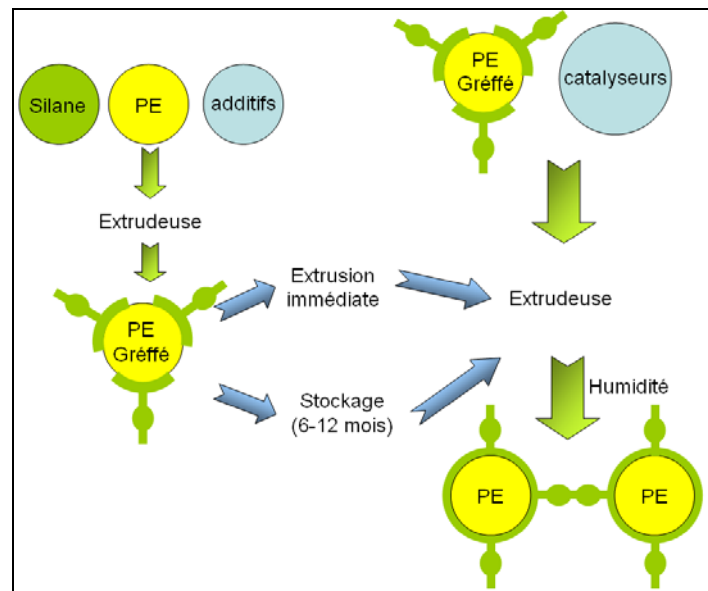 Silane
PE
additifs
Extrudeuse
PE
Gréffé
Extrusion
immédiate
Stockage
(6-12 mois)
PE
Gréffé
catalyseurs
Extrudeuse
Humidité
PE
PE